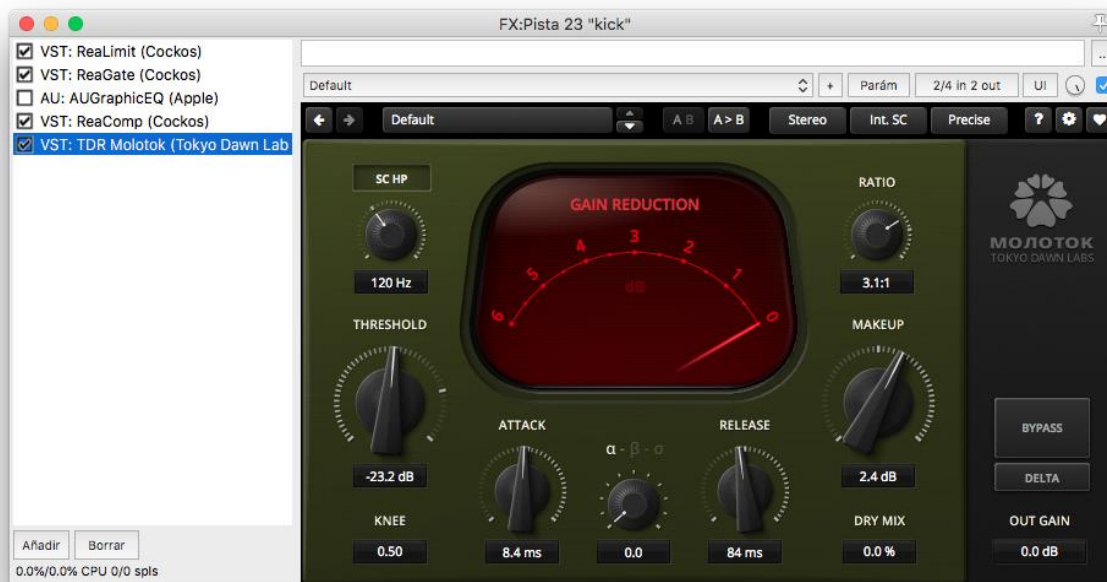 FX:Pista 23 "kick"
VST: ReaLimit (Cockos)
VST: ReaGate (Cockos)
AU: AUGraphicEQ (Apple)
VST: ReaComp (Cockos)
VST: TDR Molotok (Tokyo Dawn Lab
Añadir Borrar
0.0%/0.0% CPU 0/0 spls
...
Default + Parám 2/4 in 2 out UI
Default A B A > B Stereo Int. SC Precise ?
SC HP
120 Hz
THRESHOLD
-23.2 dB
KNEE
0.50
GAIN REDUCTION
6 5 4 3 2 1 0
dB
ATTACK
8.4 ms
α - β - σ
0.0
RELEASE
84 ms
RATIO
3.1:1
MAKEUP
2.4 dB
DRY MIX
0.0 %
МОЛОТОК
TOKYO DAWN LABS
BYPASS
DELTA
OUT GAIN
0.0 dB